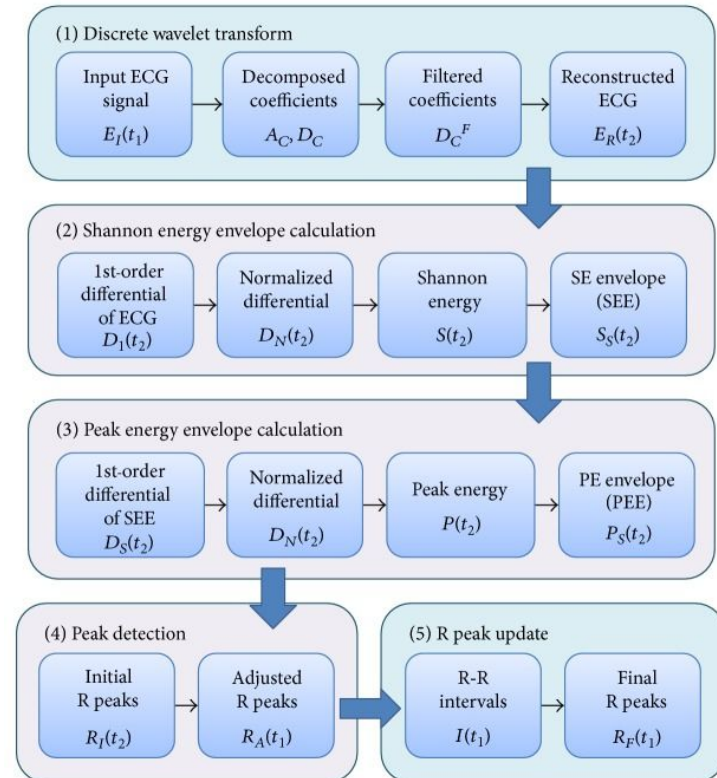 (1) Discrete wavelet transform
Input ECG
signal
E_I(t_1)
Decomposed
coefficients
A_C, D_C
Filtered
coefficients
D_C^F
Reconstructed
ECG
E_R(t_2)
(2) Shannon energy envelope calculation
1st-order
differential
of ECG
D_1(t_2)
Normalized
differential
D_N(t_2)
Shannon
energy
S(t_2)
SE envelope
(SEE)
S_S(t_2)
(3) Peak energy envelope calculation
1st-order
differential
of SEE
D_S(t_2)
Normalized
differential
D_N(t_2)
Peak energy
P(t_2)
PE envelope
(PEE)
P_S(t_2)
(4) Peak detection
Initial
R peaks
R_I(t_2)
Adjusted
R peaks
R_A(t_1)
(5) R peak update
R-R
intervals
I(t_1)
Final
R peaks
R_F(t_1)